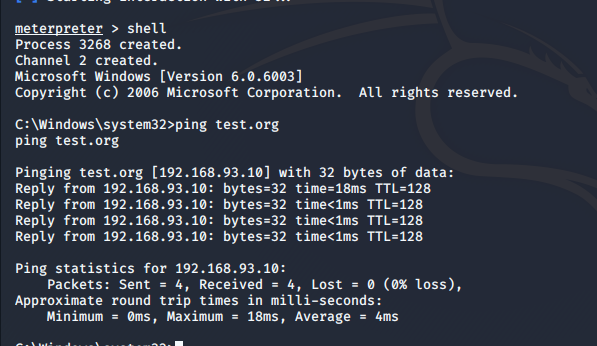 meterpreter > shell
Process 3268 created.
Channel 2 created.
Microsoft Windows [Version 6.0.6003]
Copyright (c) 2006 Microsoft Corporation.  All rights reserved.
C:\Windows\system32>ping test.org
ping test.org
Pinging test.org [192.168.93.10] with 32 bytes of data:
Reply from 192.168.93.10: bytes=32 time=18ms TTL=128
Reply from 192.168.93.10: bytes=32 time<1ms TTL=128
Reply from 192.168.93.10: bytes=32 time<1ms TTL=128
Reply from 192.168.93.10: bytes=32 time<1ms TTL=128
Ping statistics for 192.168.93.10:
    Packets: Sent = 4, Received = 4, Lost = 0 (0% loss),
Approximate round trip times in milli-seconds:
    Minimum = 0ms, Maximum = 18ms, Average = 4ms
C:\Windows\system32>